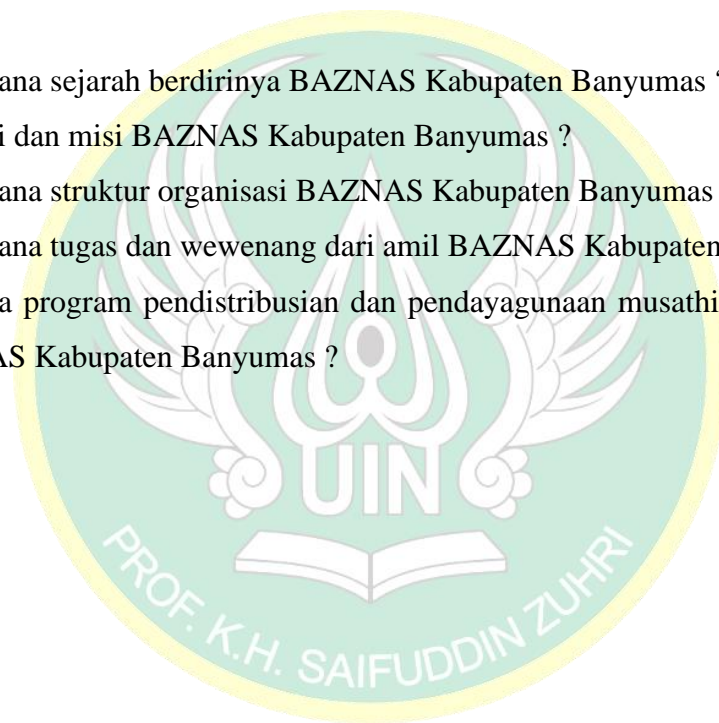 ana sejarah berdirinya BAZNAS Kabupaten Banyumas
i dan misi BAZNAS Kabupaten Banyumas ?
ana struktur organisasi BAZNAS Kabupaten Banyumas
ana tugas dan wewenang dari amil BAZNAS Kabupaten
a program pendistribusian dan pendayagunaan musathi
AS Kabupaten Banyumas ?
UIN
PROF. K.H. SAIFUDDIN ZUHRI